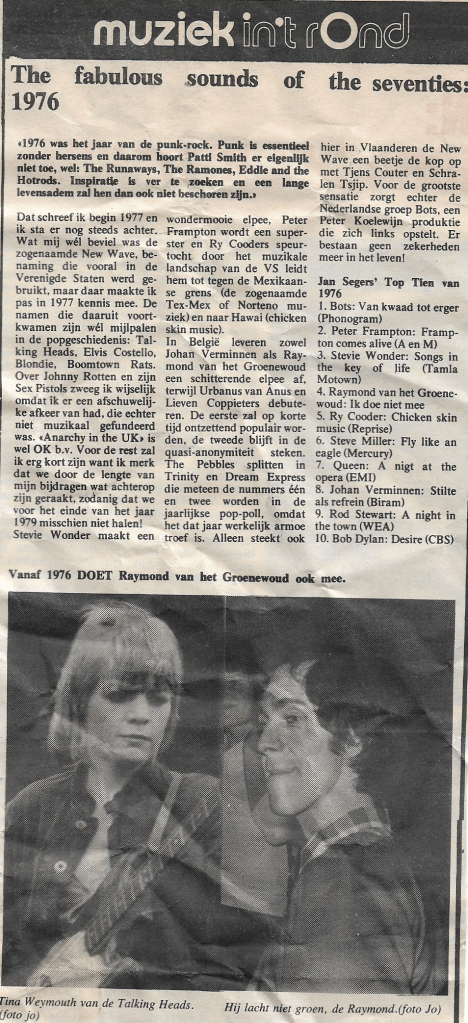 muziek in't rOnd
The fabulous sounds of the seventies:
1976
«1976 was het jaar van de punk-rock. Punk is essentieel
zonder hersens en daarom hoort Patti Smith er eigenlijk
niet toe, wel: The Runaways, The Ramones, Eddie and the
Hotrods. Inspiratie is ver te zoeken en een lange
levensadem zal hen dan ook niet beschoren zijn.»
Dat schreef ik begin 1977 en
ik sta er nog steeds achter.
Wat mij wél beviel was de
zogenaamde New Wave, be-
naming die vooral in de
Verenigde Staten werd ge-
bruikt, maar daar maakte ik
pas in 1977 kennis mee. De
namen die daaruit voort-
kwamen zijn wél mijlpalen
in de popgeschiedenis: Tal-
king Heads, Elvis Costello,
Blondie, Boomtown Rats.
Over Johnny Rotten en zijn
Sex Pistols zweeg ik wijselijk
omdat ik er een afschuwelij-
ke afkeer van had, die echter
niet muzikaal gefundeerd
was. «Anarchy in the UK» is
wel OK b.v. Voor de rest zal
ik erg kort zijn want ik merk
dat we door de lengte van
mijn bijdragen wat achterop
zijn geraakt, zodanig dat we
voor het einde van het jaar
1979 misschien niet halen!
Stevie Wonder maakt een
wondermooie elpee, Peter
Frampton wordt een super-
ster en Ry Cooders speur-
tocht door het muzikale
landschap van de VS leidt
hem tot tegen de Mexikaan-
se grens (de zogenaamde
Tex-Mex of Norteno mu-
ziek) en naar Hawai (chicken
skin music).
In België leveren zowel
Johan Verminnen als Ray-
mond van het Groenewoud
een schitterende elpee af,
terwijl Urbanus van Anus en
Lieven Coppieters debute-
ren. De eerste zal op korte
tijd ontzettend populair wor-
den, de tweede blijft in de
quasi-anonymiteit steken.
The Pebbles splitten in
Trinity en Dream Express
die meteen de nummers één
en twee worden in de
jaarlijkse pop-poll, omdat
het dat jaar werkelijk armoe
troef is. Alleen steekt ook
hier in Vlaanderen de New
Wave een beetje de kop op
met Tjens Couter en Schra-
len Tsjip. Voor de grootste
sensatie zorgt echter de
Nederlandse groep Bots, een
Peter Koelewijn produktie
die zich links opstelt. Er
bestaan geen zekerheden
meer in het leven!
Jan Segers' Top Tien van
1976
1. Bots: Van kwaad tot erger
(Phonogram)
2. Peter Frampton: Framp-
ton comes alive (A en M)
3. Stevie Wonder: Songs in
the key of life (Tamla
Motown)
4. Raymond van het Groene-
woud: Ik doe niet mee
5. Ry Cooder: Chicken skin
music (Reprise)
6. Steve Miller: Fly like an
eagle (Mercury)
7. Queen: A nigt at the
opera (EMI)
8. Johan Verminnen: Stilte
als refrein (Biram)
9. Rod Stewart: A night in
the town (WEA)
10. Bob Dylan: Desire (CBS)
Vanaf 1976 DOET Raymond van het Groenewoud ook mee.
Tina Weymouth van de Talking Heads.
(foto jo)
Hij lacht niet groen, de Raymond.(foto Jo)